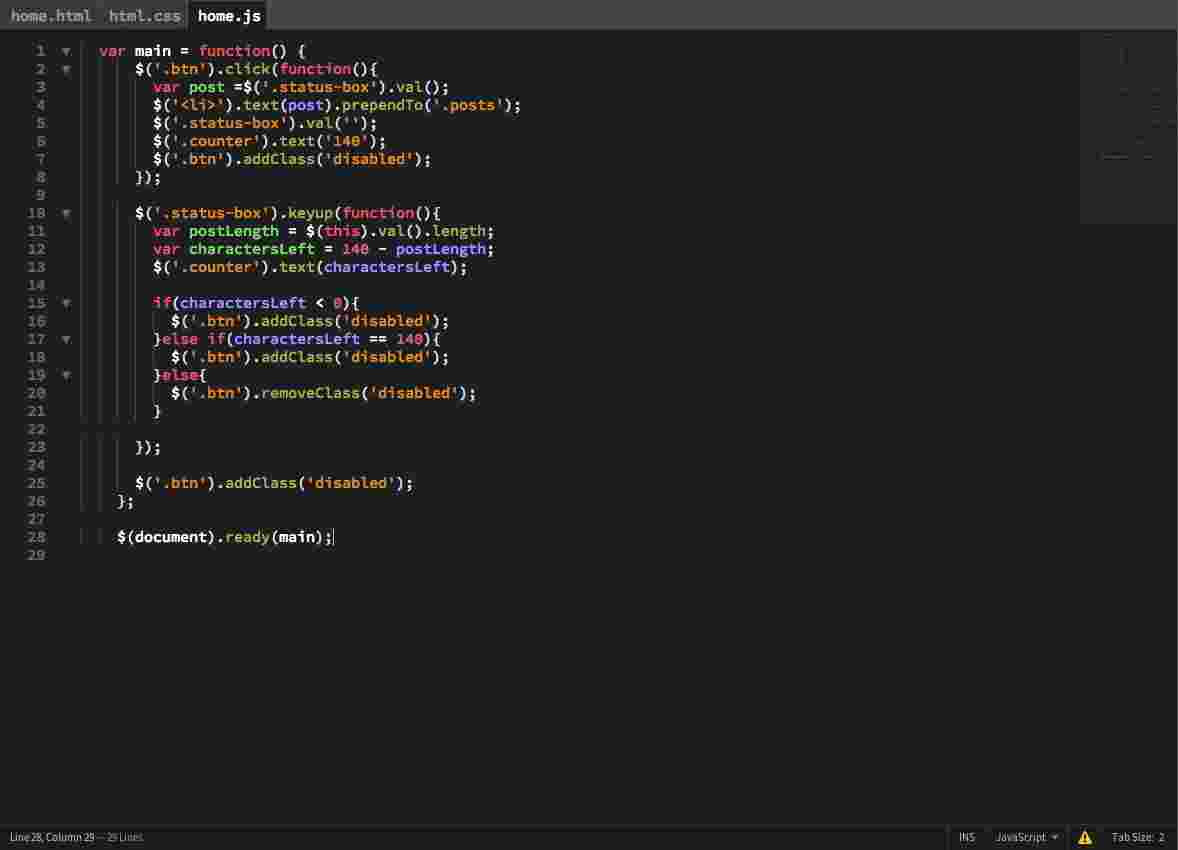 home.html html.css home.js
1 var main = function() {
2 $('.btn').click(function(){
3 var post =$('.status-box').val();
4 $('<li>').text(post).prependTo('.posts');
5 $('.status-box').val('');
6 $('.counter').text('140');
7 $('.btn').addClass('disabled');
8 });
9
10 $('.status-box').keyup(function(){
11 var postLength = $(this).val().length;
12 var charactersLeft = 140 - postLength;
13 $('.counter').text(charactersLeft);
14
15 if(charactersLeft < 0){
16 $('.btn').addClass('disabled');
17 }else if(charactersLeft == 140){
18 $('.btn').addClass('disabled');
19 }else{
20 $('.btn').removeClass('disabled');
21 }
22
23 });
24
25 $('.btn').addClass('disabled');
26 };
27
28 $(document).ready(main);
29
Line 28, Column 29 — 29 Lines INS JavaScript Tab Size: 2